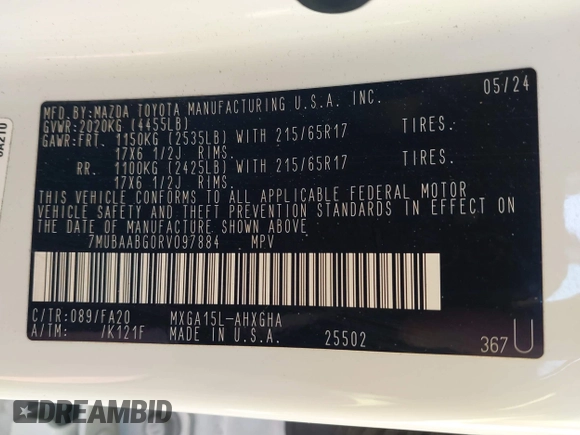 MFD.BY:MAZDA TOYOTA MANUFACTURING U.S.A. INC. 05/24
GVWR:2020KG (4455LB)
GAWR:FRT. 1150KG (2535LB) WITH 215/65R17 TIRES.
17X6 1/2J RIMS.
RR. 1100KG (2425LB) WITH 215/65R17 TIRES.
17X6 1/2J RIMS.
THIS VEHICLE CONFORMS TO ALL APPLICABLE FEDERAL MOTOR
VEHICLE SAFETY AND THEFT PREVENTION STANDARDS IN EFFECT ON
THE DATE OF MANUFACTURE SHOWN ABOVE
7MUBAABG0RV097884 MPV
C/TR:089/FA20 MXGA15L-AHXGHA
A/TM: /K121F MADE IN U.S.A. 25502 367U
DREAMBID